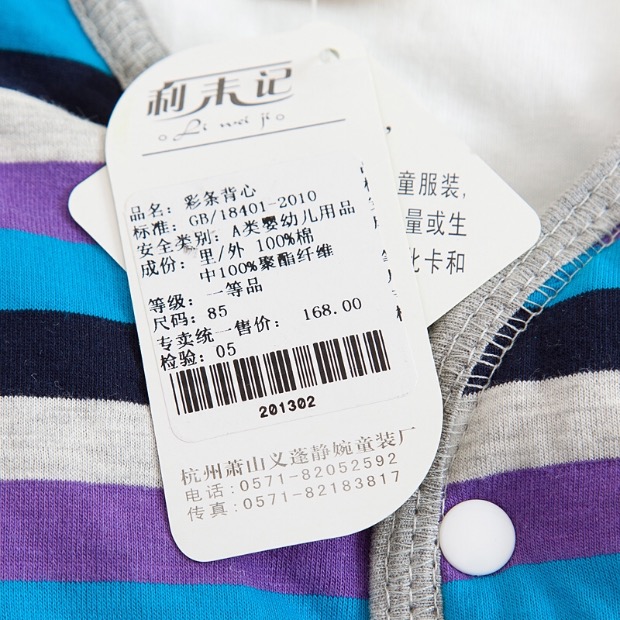 利未记
Li wei ji
品名: 彩条背心
标准: GB/18401-2010
安全类别: A类婴幼儿用品
成份: 里/外 100%棉
中100%聚酯纤维
等级: 一等品
尺码: 85
专卖统一售价: 168.00
检验: 05
201302
杭州萧山义蓬静婉童装厂
电话:0571-82052592
传真:0571-82183817
童服装,
量或生
化卡和